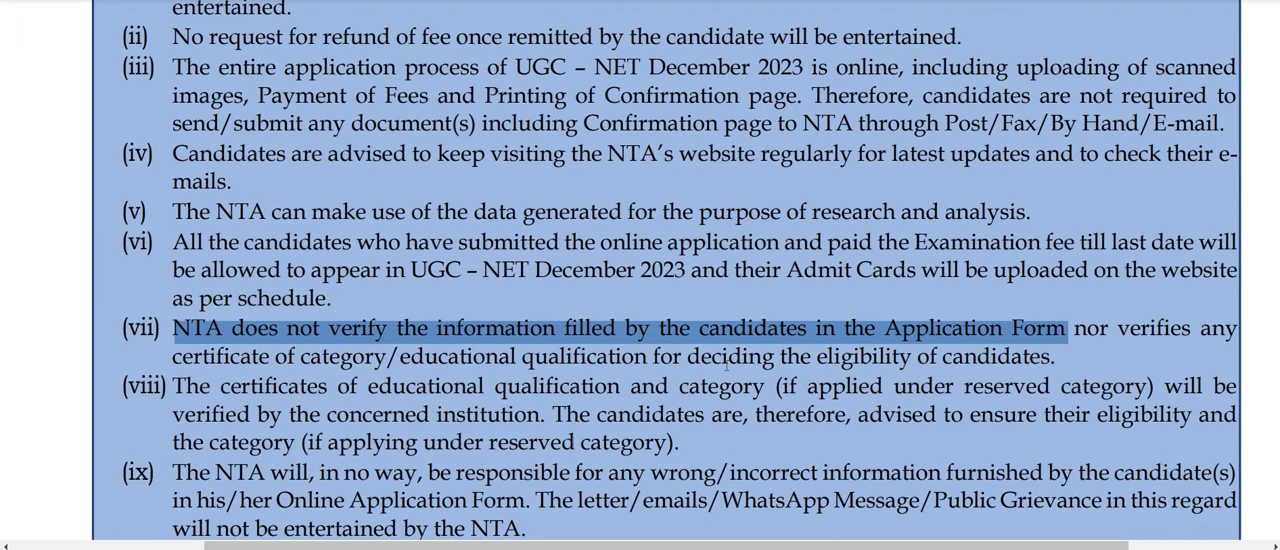 entertained.
(ii) No request for refund of fee once remitted by the candidate will be entertained.
(iii) The entire application process of UGC – NET December 2023 is online, including uploading of scanned
images, Payment of Fees and Printing of Confirmation page. Therefore, candidates are not required to
send/submit any document(s) including Confirmation page to NTA through Post/Fax/By Hand/E-mail.
(iv) Candidates are advised to keep visiting the NTA's website regularly for latest updates and to check their e-
mails.
(v) The NTA can make use of the data generated for the purpose of research and analysis.
(vi) All the candidates who have submitted the online application and paid the Examination fee till last date will
be allowed to appear in UGC – NET December 2023 and their Admit Cards will be uploaded on the website
as per schedule.
(vii) NTA does not verify the information filled by the candidates in the Application Form nor verifies any
certificate of category/educational qualification for deciding the eligibility of candidates.
(viii) The certificates of educational qualification and category (if applied under reserved category) will be
verified by the concerned institution. The candidates are, therefore, advised to ensure their eligibility and
the category (if applying under reserved category).
(ix) The NTA will, in no way, be responsible for any wrong/incorrect information furnished by the candidate(s)
in his/her Online Application Form. The letter/emails/WhatsApp Message/Public Grievance in this regard
will not be entertained by the NTA.